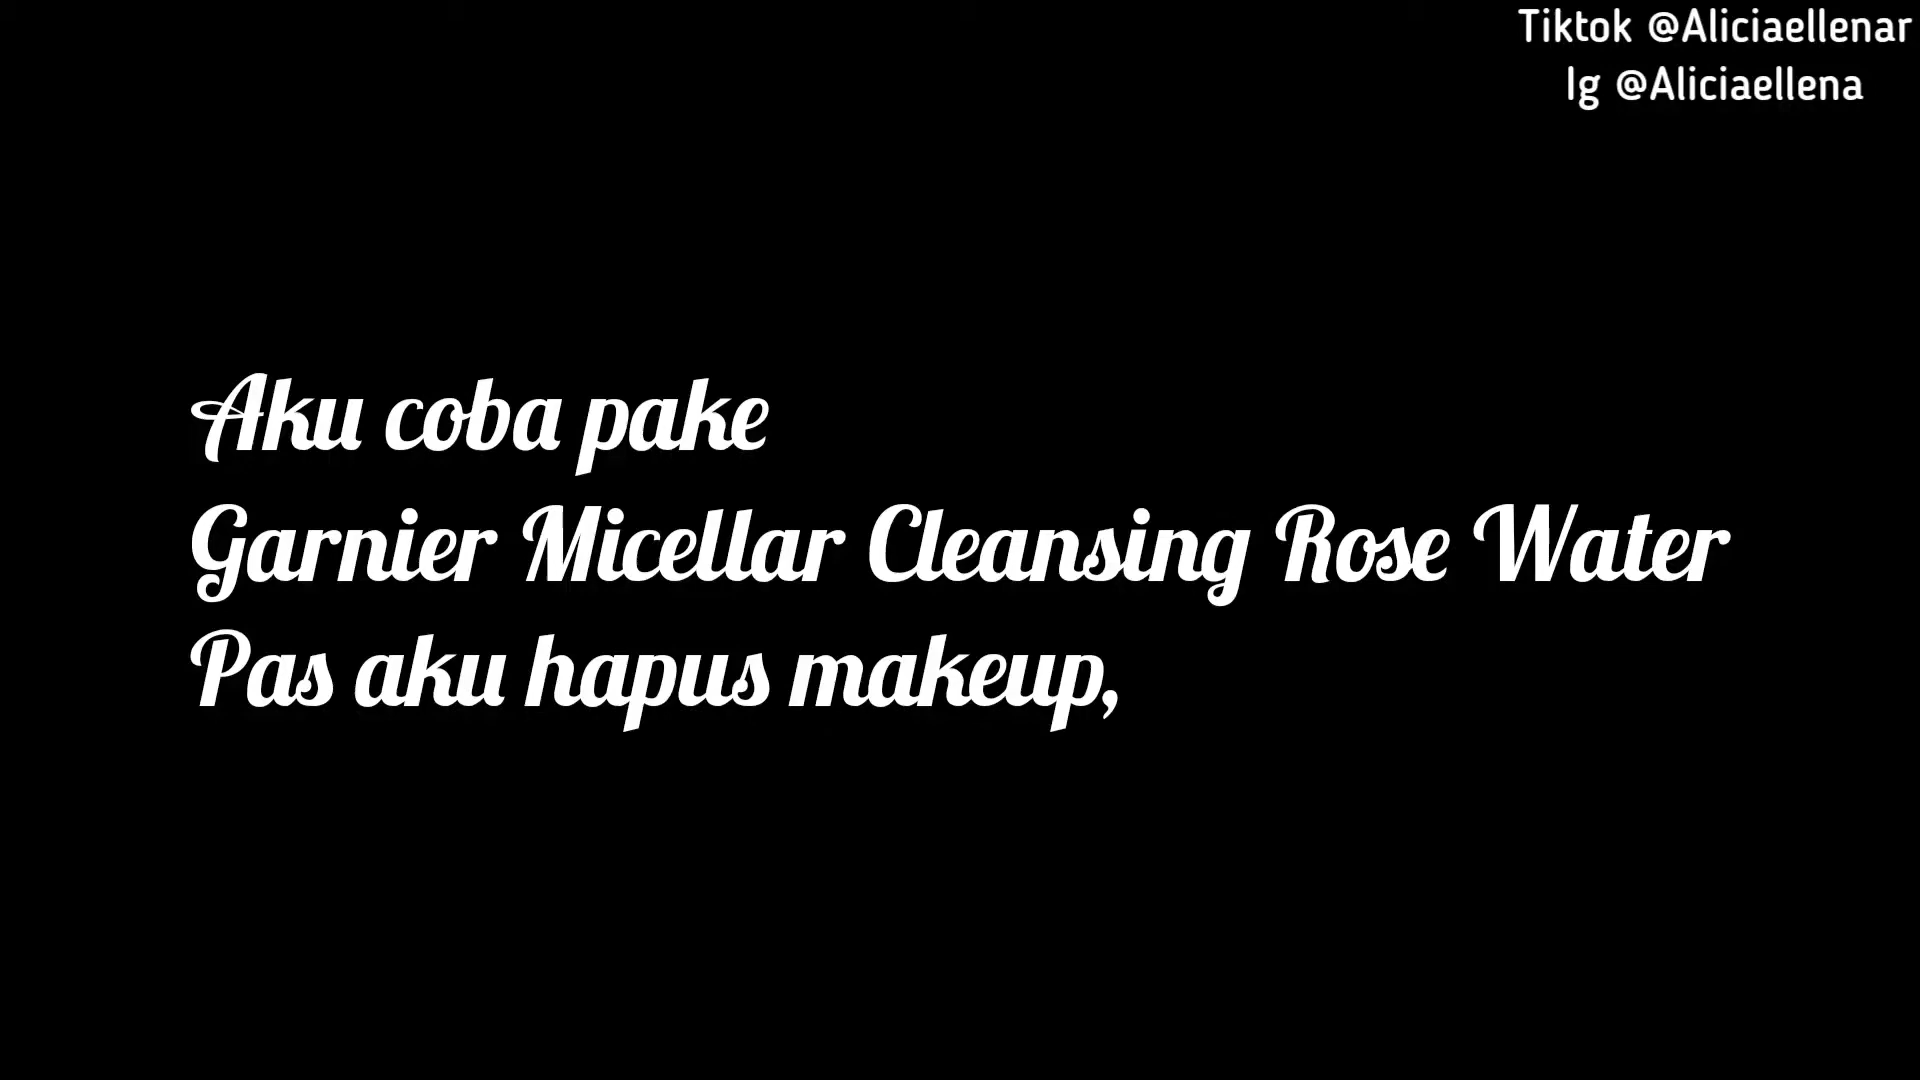 Tiktok @Aliciaellenar
Ig @Aliciaellena
Aku coba pake
Garnier Micellar Cleansing Rose Water
Pas aku hapus makeup,